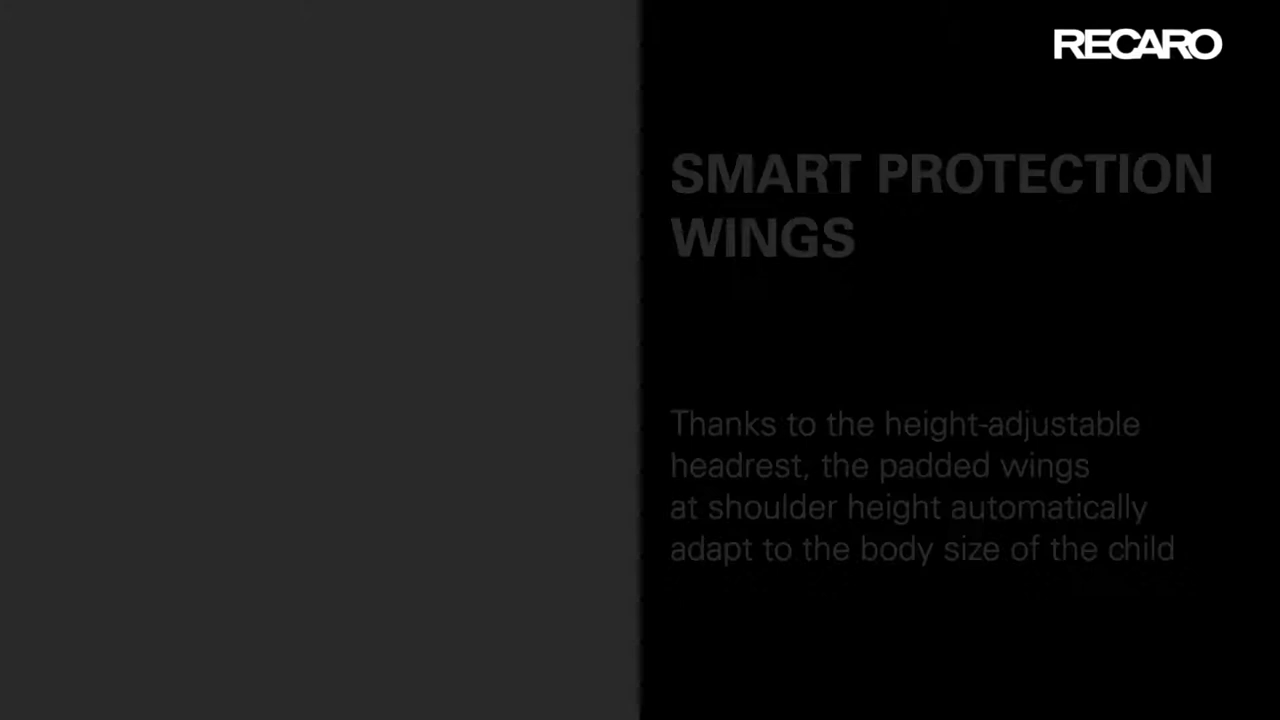 RECARO
SMART PROTECTION
WINGS
Thanks to the height-adjustable
headrest, the padded wings
at shoulder height automatically
adapt to the body size of the child